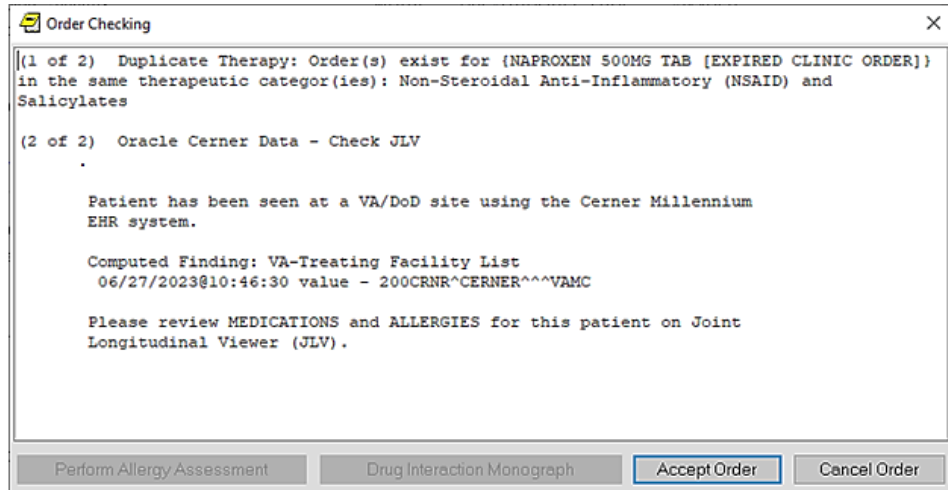 Order Checking
(1 of 2)  Duplicate Therapy: Order(s) exist for {NAPROXEN 500MG TAB [EXPIRED CLINIC ORDER]}
in the same therapeutic categor(ies): Non-Steroidal Anti-Inflammatory (NSAID) and
Salicylates
(2 of 2)  Oracle Cerner Data - Check JLV
.
Patient has been seen at a VA/DoD site using the Cerner Millennium
EHR system.
Computed Finding: VA-Treating Facility List
06/27/2023@10:46:30 value - 200CRNR^CERNER^^^VAMC
Please review MEDICATIONS and ALLERGIES for this patient on Joint
Longitudinal Viewer (JLV).
Perform Allergy Assessment
Drug Interaction Monograph
Accept Order
Cancel Order